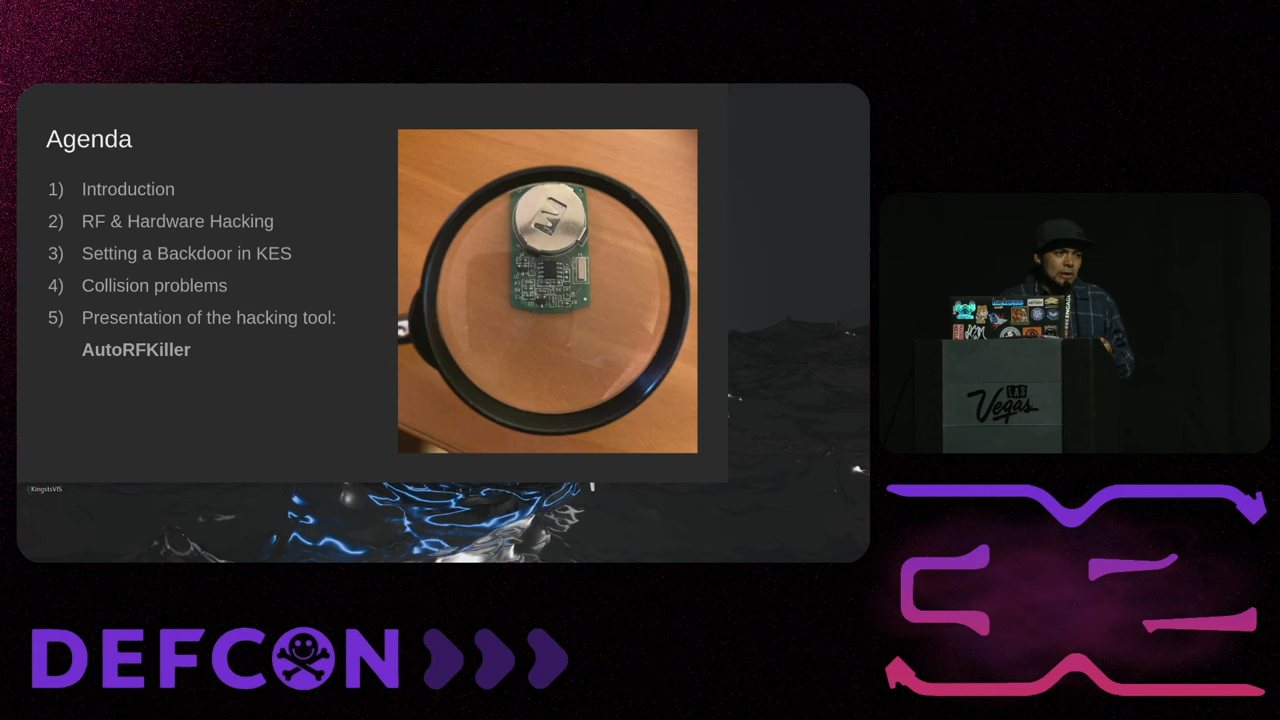 Agenda
1) Introduction
2) RF & Hardware Hacking
3) Setting a Backdoor in KES
4) Collision problems
5) Presentation of the hacking tool:
AutoRFKiller
KingstVIS
LAS
Vegas
DEFCON